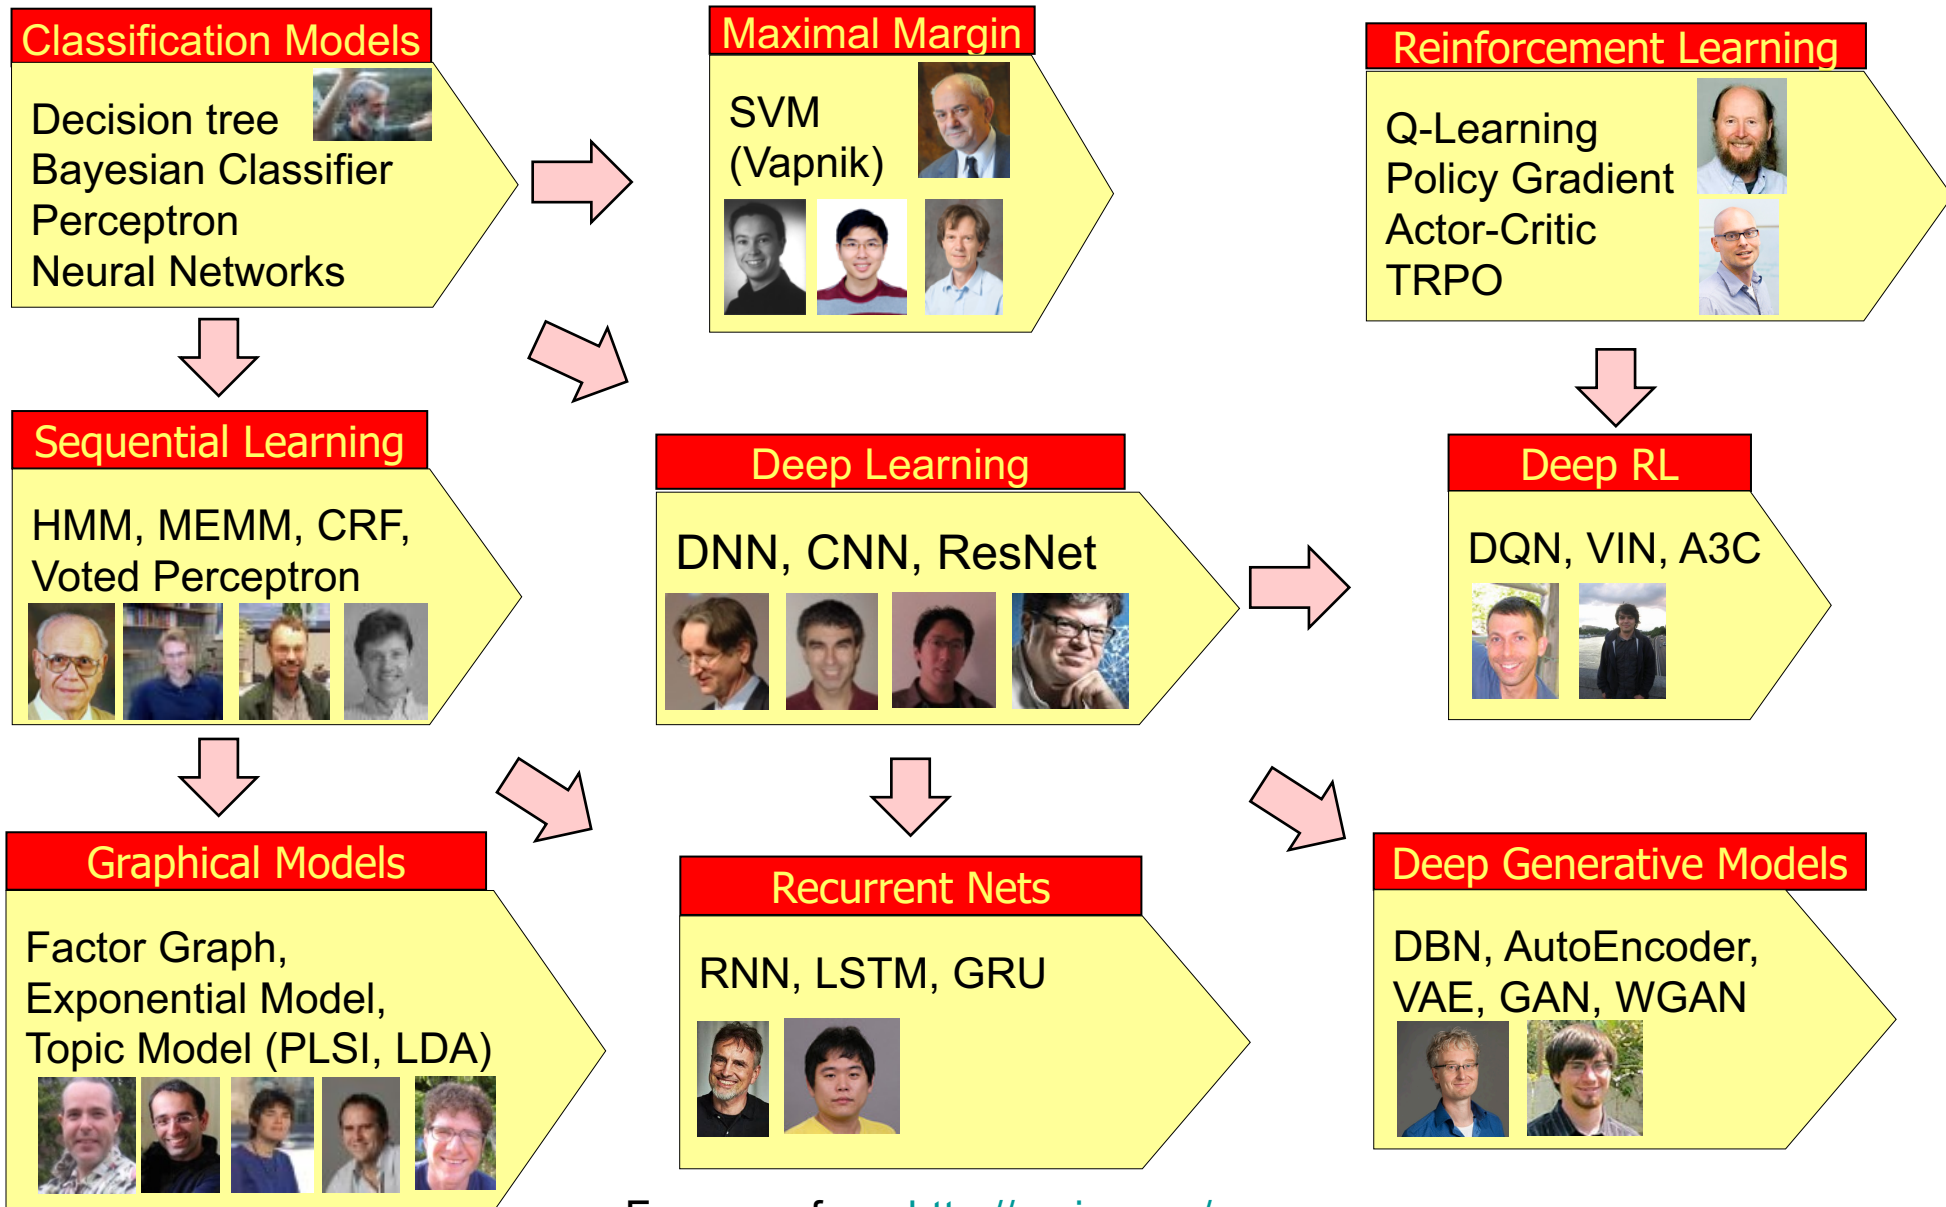 Classification Models
Decision tree
Bayesian Classifier
Perceptron
Neural Networks
Maximal Margin
SVM
(Vapnik)
Reinforcement Learning
Q-Learning
Policy Gradient
Actor-Critic
TRPO
Sequential Learning
HMM, MEMM, CRF,
Voted Perceptron
Deep Learning
DNN, CNN, ResNet
Deep RL
DQN, VIN, A3C
Graphical Models
Factor Graph,
Exponential Model,
Topic Model (PLSI, LDA)
Recurrent Nets
RNN, LSTM, GRU
Deep Generative Models
DBN, AutoEncoder,
VAE, GAN, WGAN